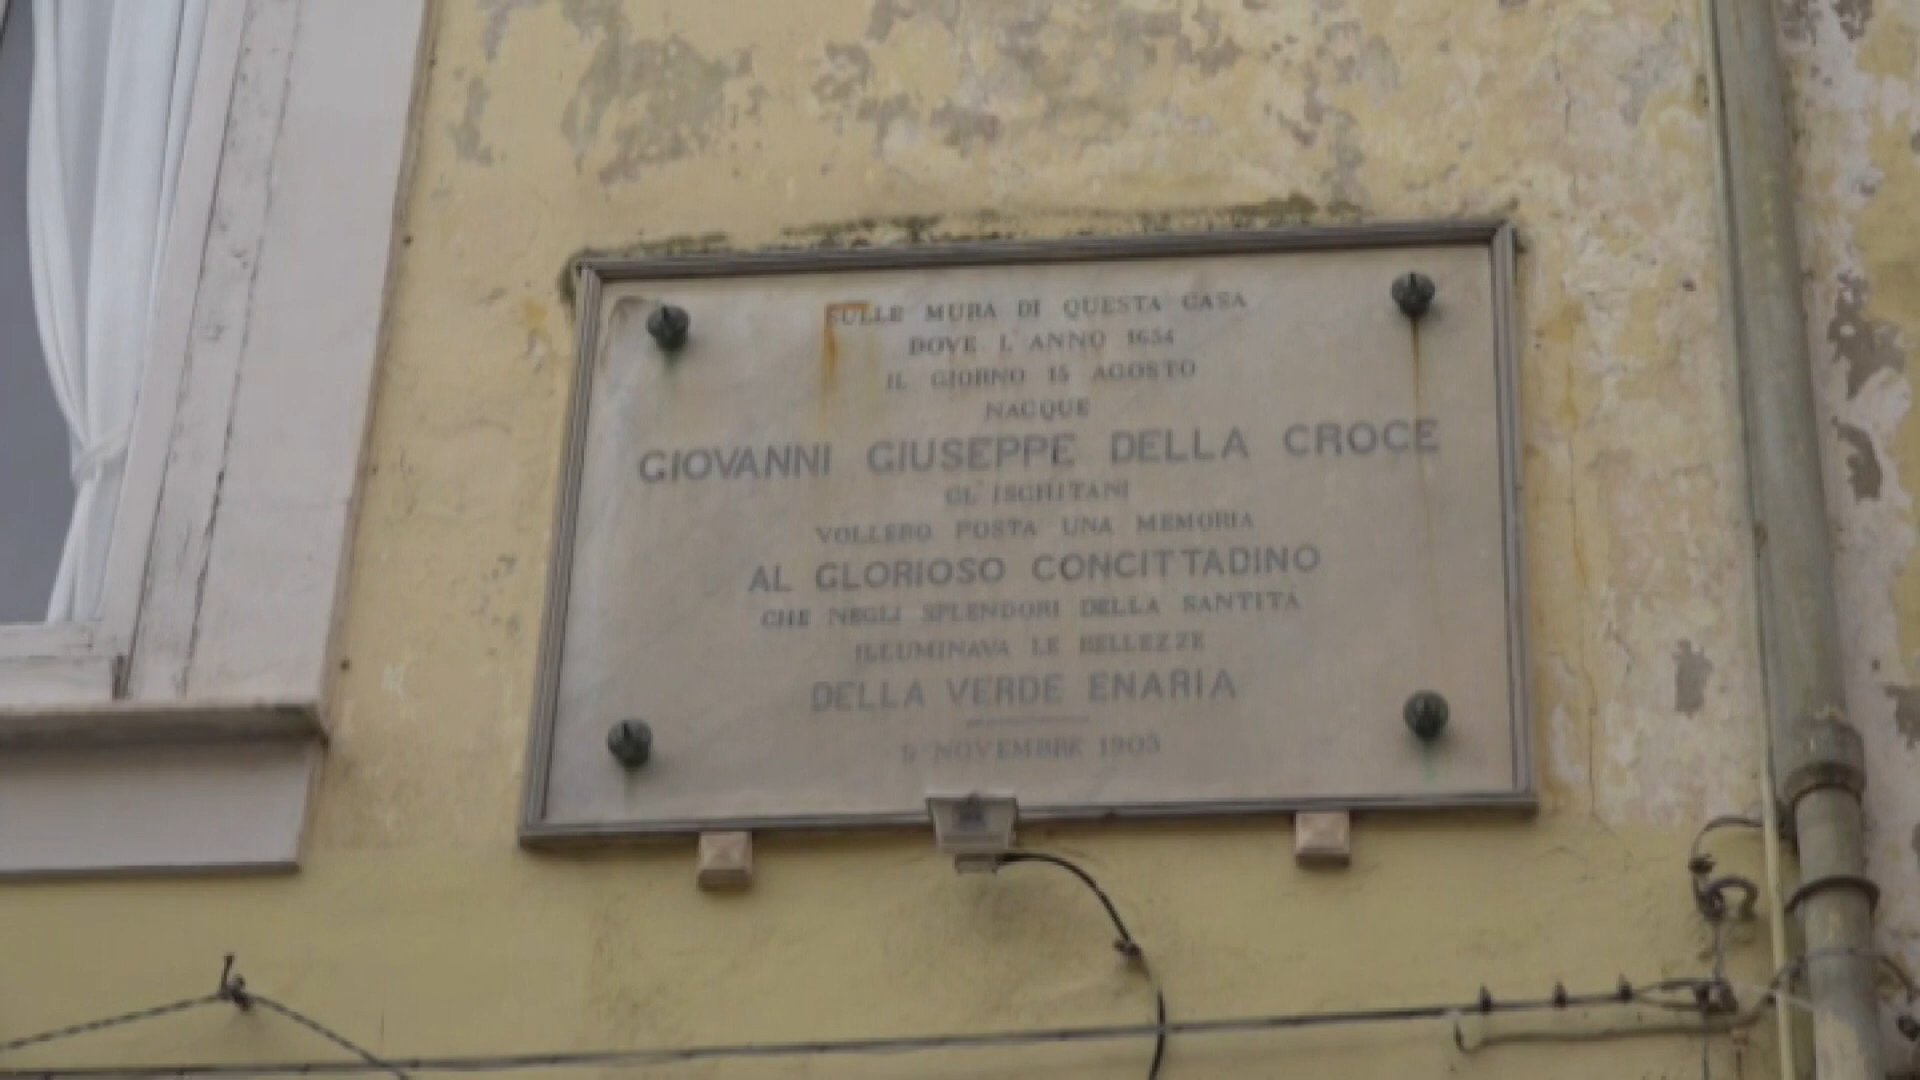 SULLE MURA DI QUESTA CASA
DOVE L'ANNO 1654
IL GIORNO 15 AGOSTO
NACQUE
GIOVANNI GIUSEPPE DELLA CROCE
GL'ISCHITANI
VOLLERO POSTA UNA MEMORIA
AL GLORIOSO CONCITTADINO
CHE NEGLI SPLENDORI DELLA SANTITÀ
ILLUMINAVA LE BELLEZZE
DELLA VERDE ENARIA
NOVEMBRE 1905